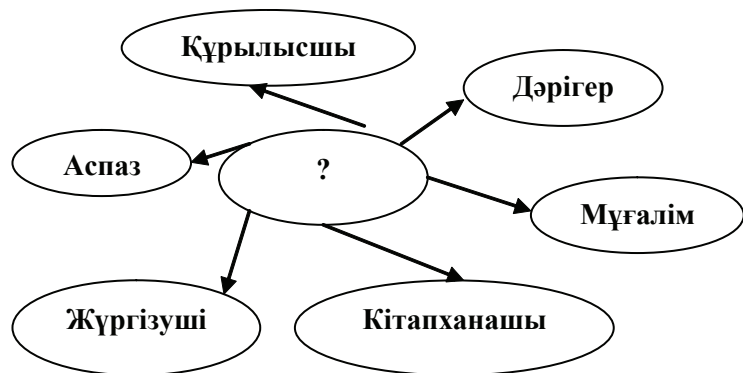 Құрылысшы
Дәрігер
Аспаз
?
Мұғалім
Жүргізуші
Кітапханашы